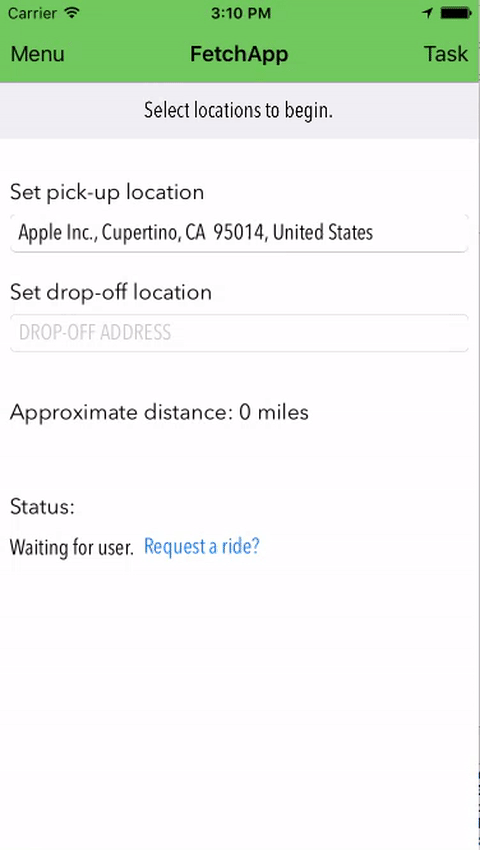 Carrier 3:10 PM
Menu FetchApp Task
Select locations to begin.
Set pick-up location
Apple Inc., Cupertino, CA  95014, United States
Set drop-off location
DROP-OFF ADDRESS
Approximate distance: 0 miles
Status:
Waiting for user. Request a ride?